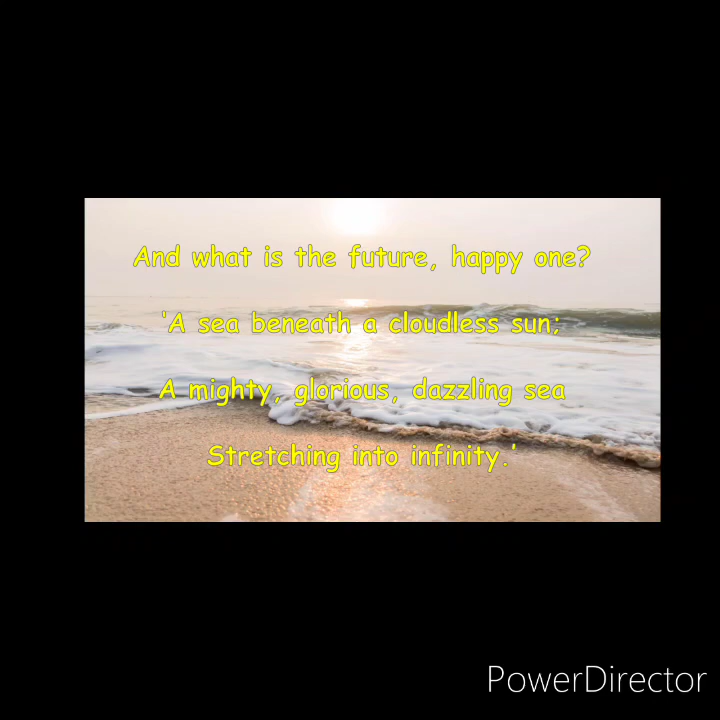 And what is the future, happy one?
'A sea beneath a cloudless sun;
A mighty, glorious, dazzling sea
Stretching into infinity.'
PowerDirector